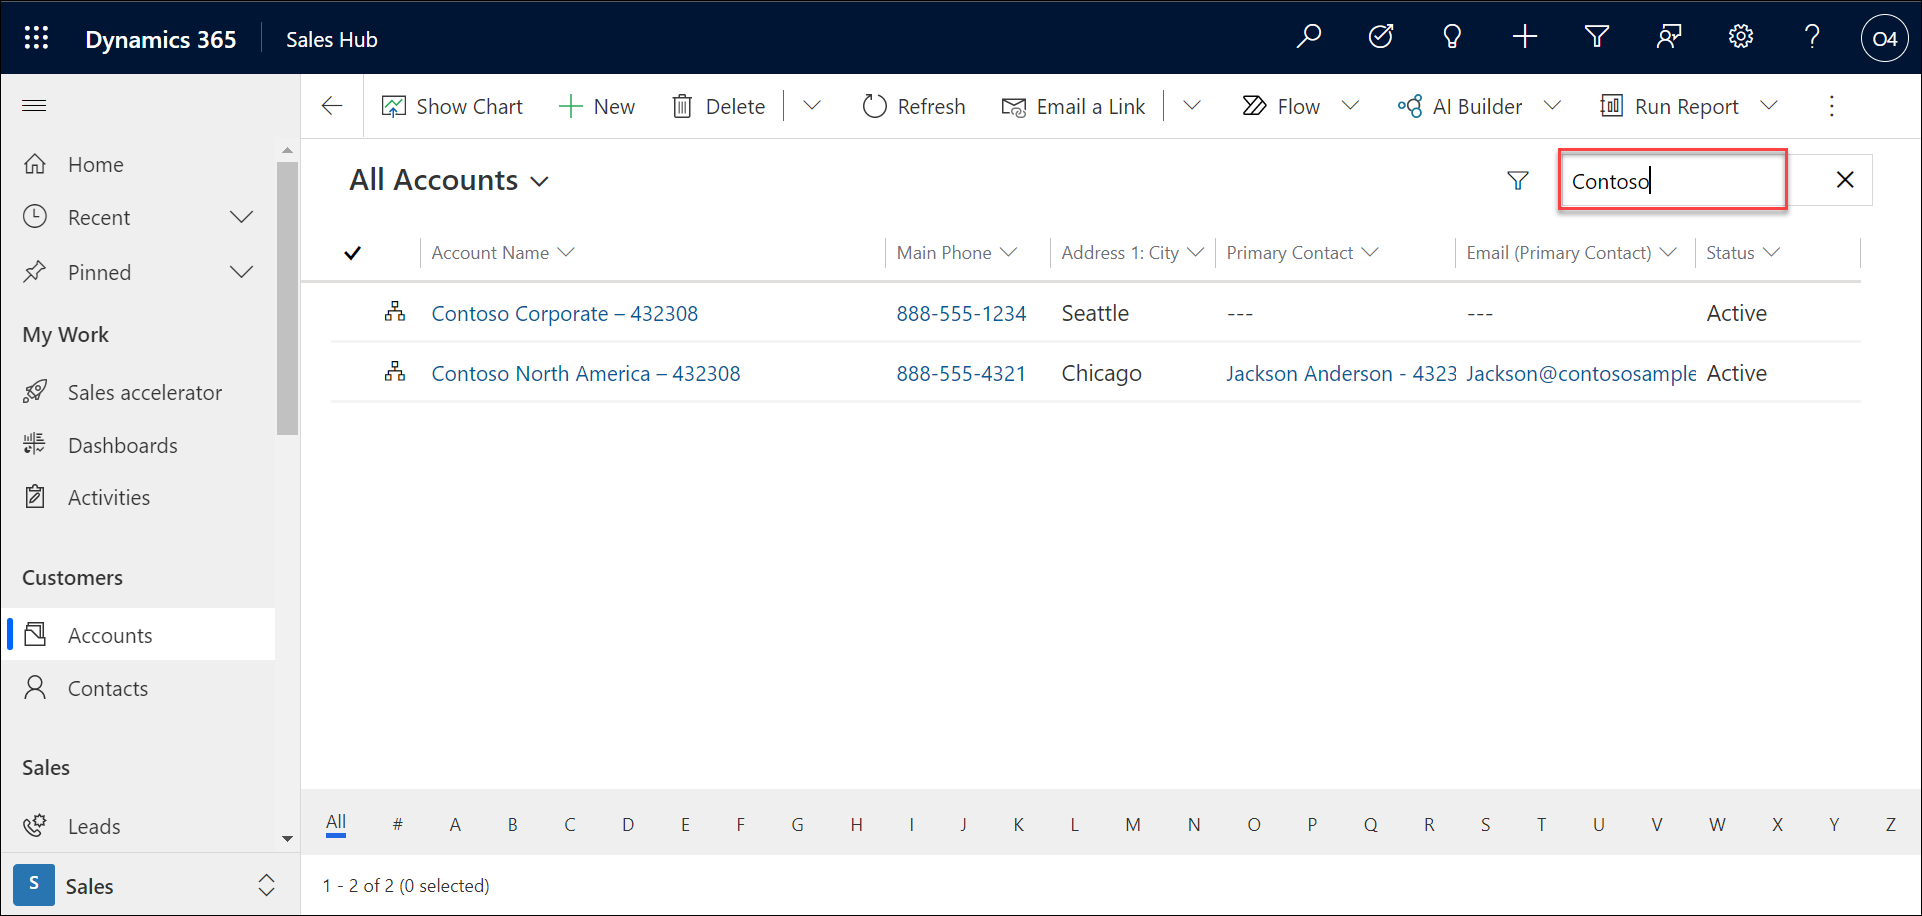 Dynamics 365 Sales Hub O4
Show Chart New Delete Refresh Email a Link Flow AI Builder Run Report
Home
Recent
Pinned
My Work
Sales accelerator
Dashboards
Activities
Customers
Accounts
Contacts
Sales
Leads
S Sales
All Accounts Contoso
Account Name Main Phone Address 1: City Primary Contact Email (Primary Contact) Status
Contoso Corporate – 432308 888-555-1234 Seattle --- --- Active
Contoso North America – 432308 888-555-4321 Chicago Jackson Anderson - 4323 Jackson@contososample Active
All # A B C D E F G H I J K L M N O P Q R S T U V W X Y Z
1 - 2 of 2 (0 selected)